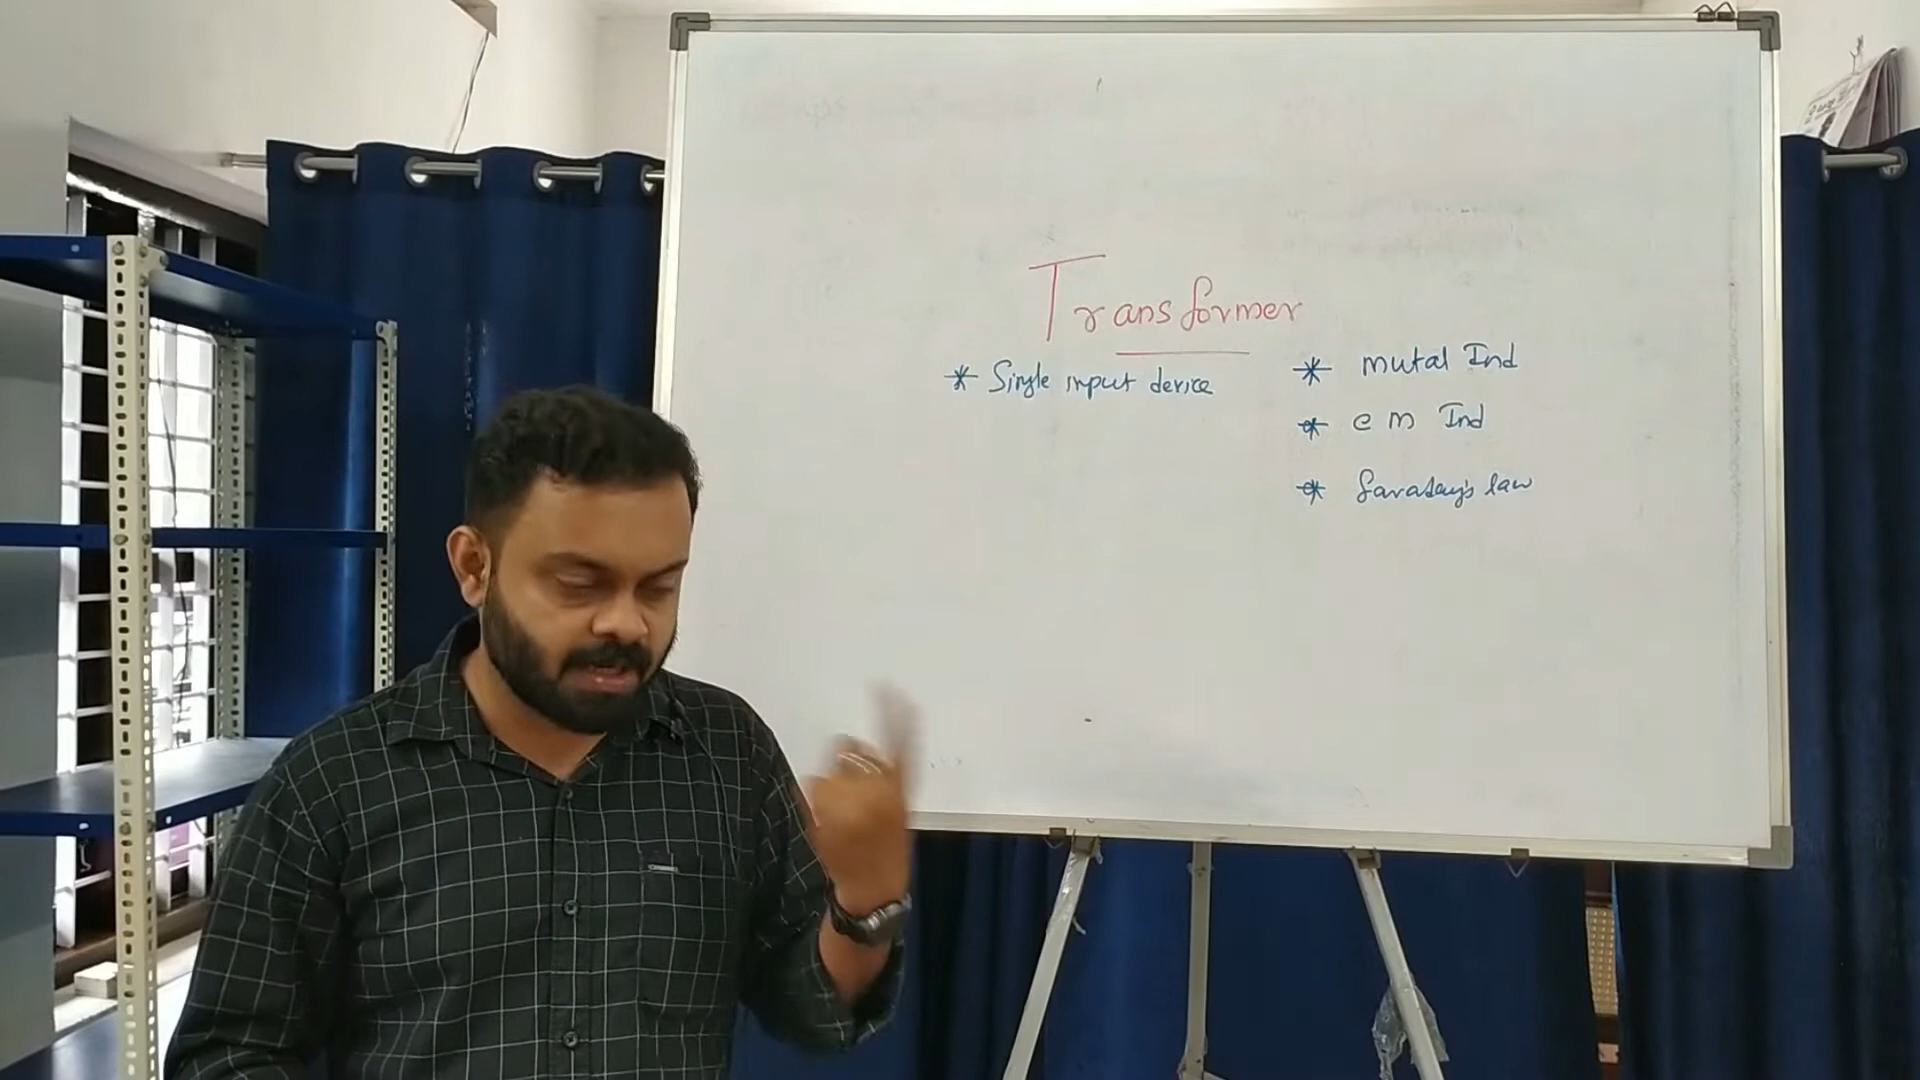 Transformer
* Single input device
* mutal Ind
* e m Ind
* faraday's law